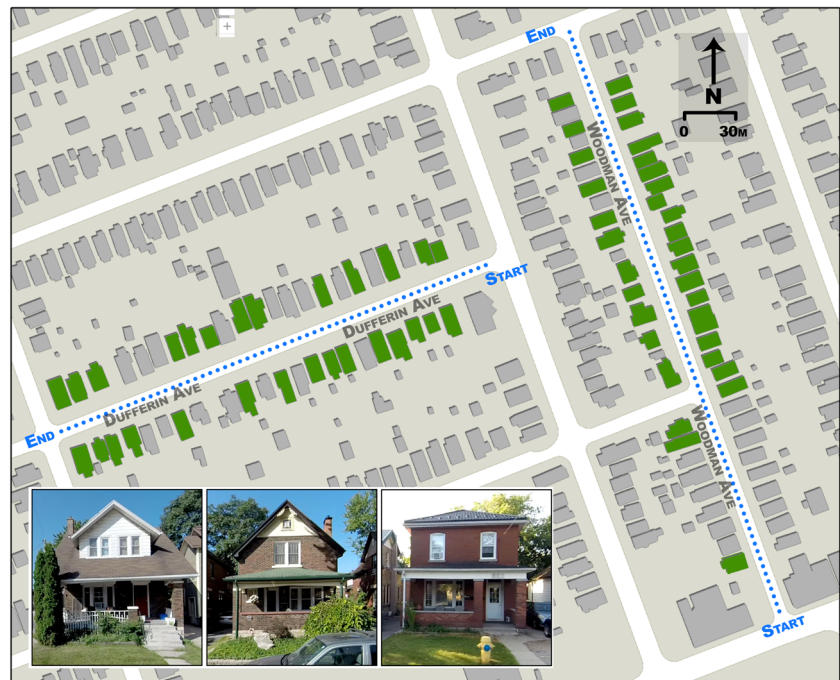 END
N
0 30M
WOODMAN AVE
START
DUFFERIN AVE
DUFFERIN AVE
END
WOODMAN AVE
START